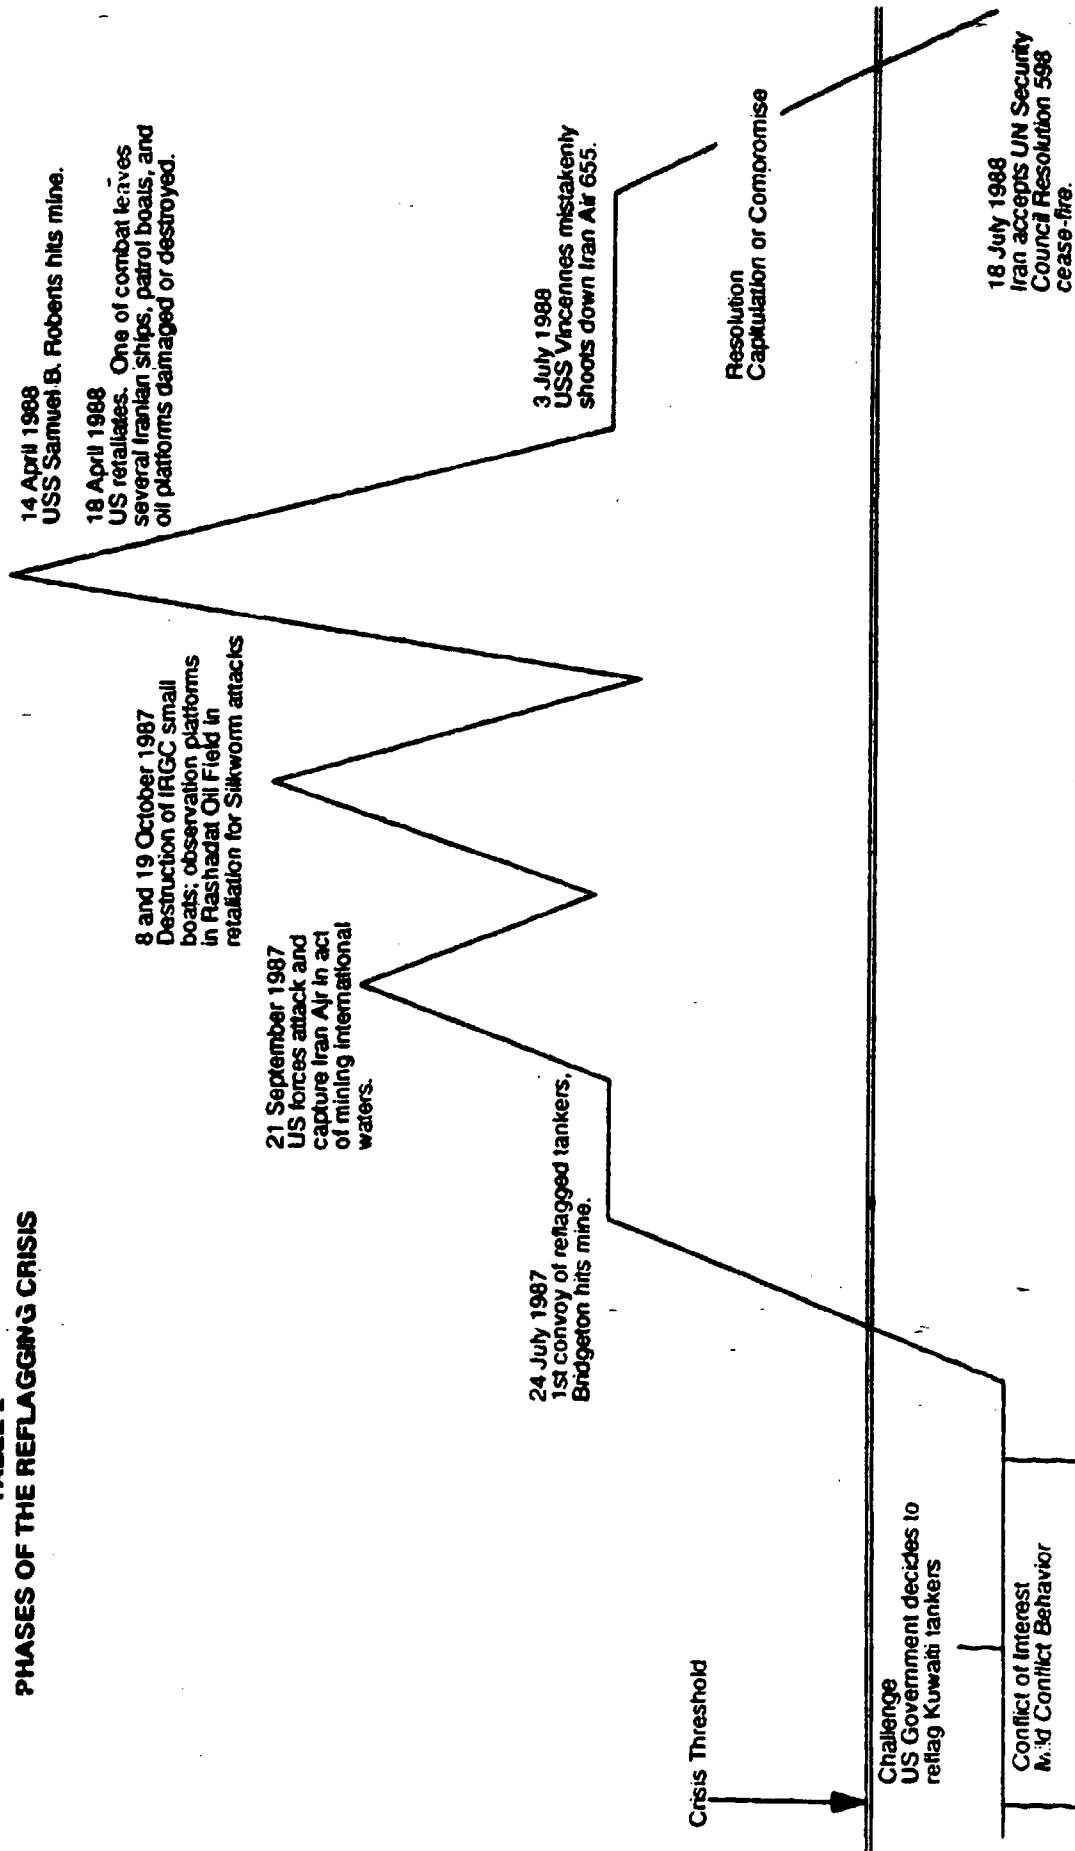 PHASES OF THE REFLAGGING CRISIS
Crisis Threshold
Challenge
US Government decides to
reflag Kuwaiti tankers
Conflict of Interest
Mild Conflict Behavior
24 July 1987
1st convoy of reflagged tankers,
Bridgeton hits mine.
21 September 1987
US forces attack and
capture Iran Ajr in act
of mining international
waters.
8 and 19 October 1987
Destruction of IRGC small
boats; observation platforms
in Rashadat Oil Field in
retaliation for Silkworm attacks
14 April 1988
USS Samuel B. Roberts hits mine.
18 April 1988
US retaliates. One of combat leaves
several Iranian ships, patrol boats, and
oil platforms damaged or destroyed.
3 July 1988
USS Vincennes mistakenly
shoots down Iran Air 655.
Resolution
Capitulation or Compromise
18 July 1988
Iran accepts UN Security
Council Resolution 598
cease-fire.